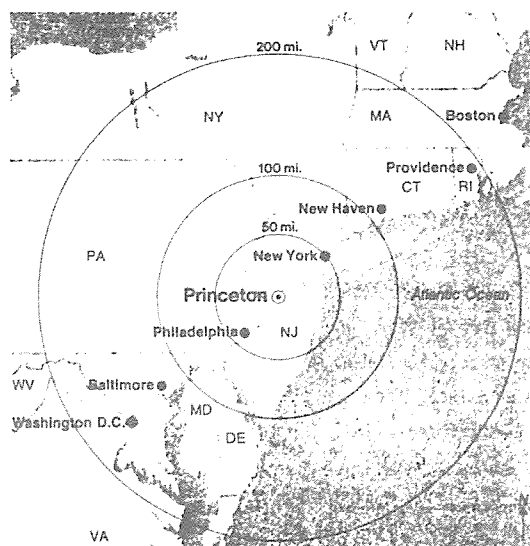 200 mi.
VT
NH
NY
MA
Boston
100 mi.
Providence
CT
RI
New Haven
50 mi.
New York
PA
Princeton
Atlantic Ocean
Philadelphia
NJ
WV
Baltimore
MD
Washington D.C.
DE
VA